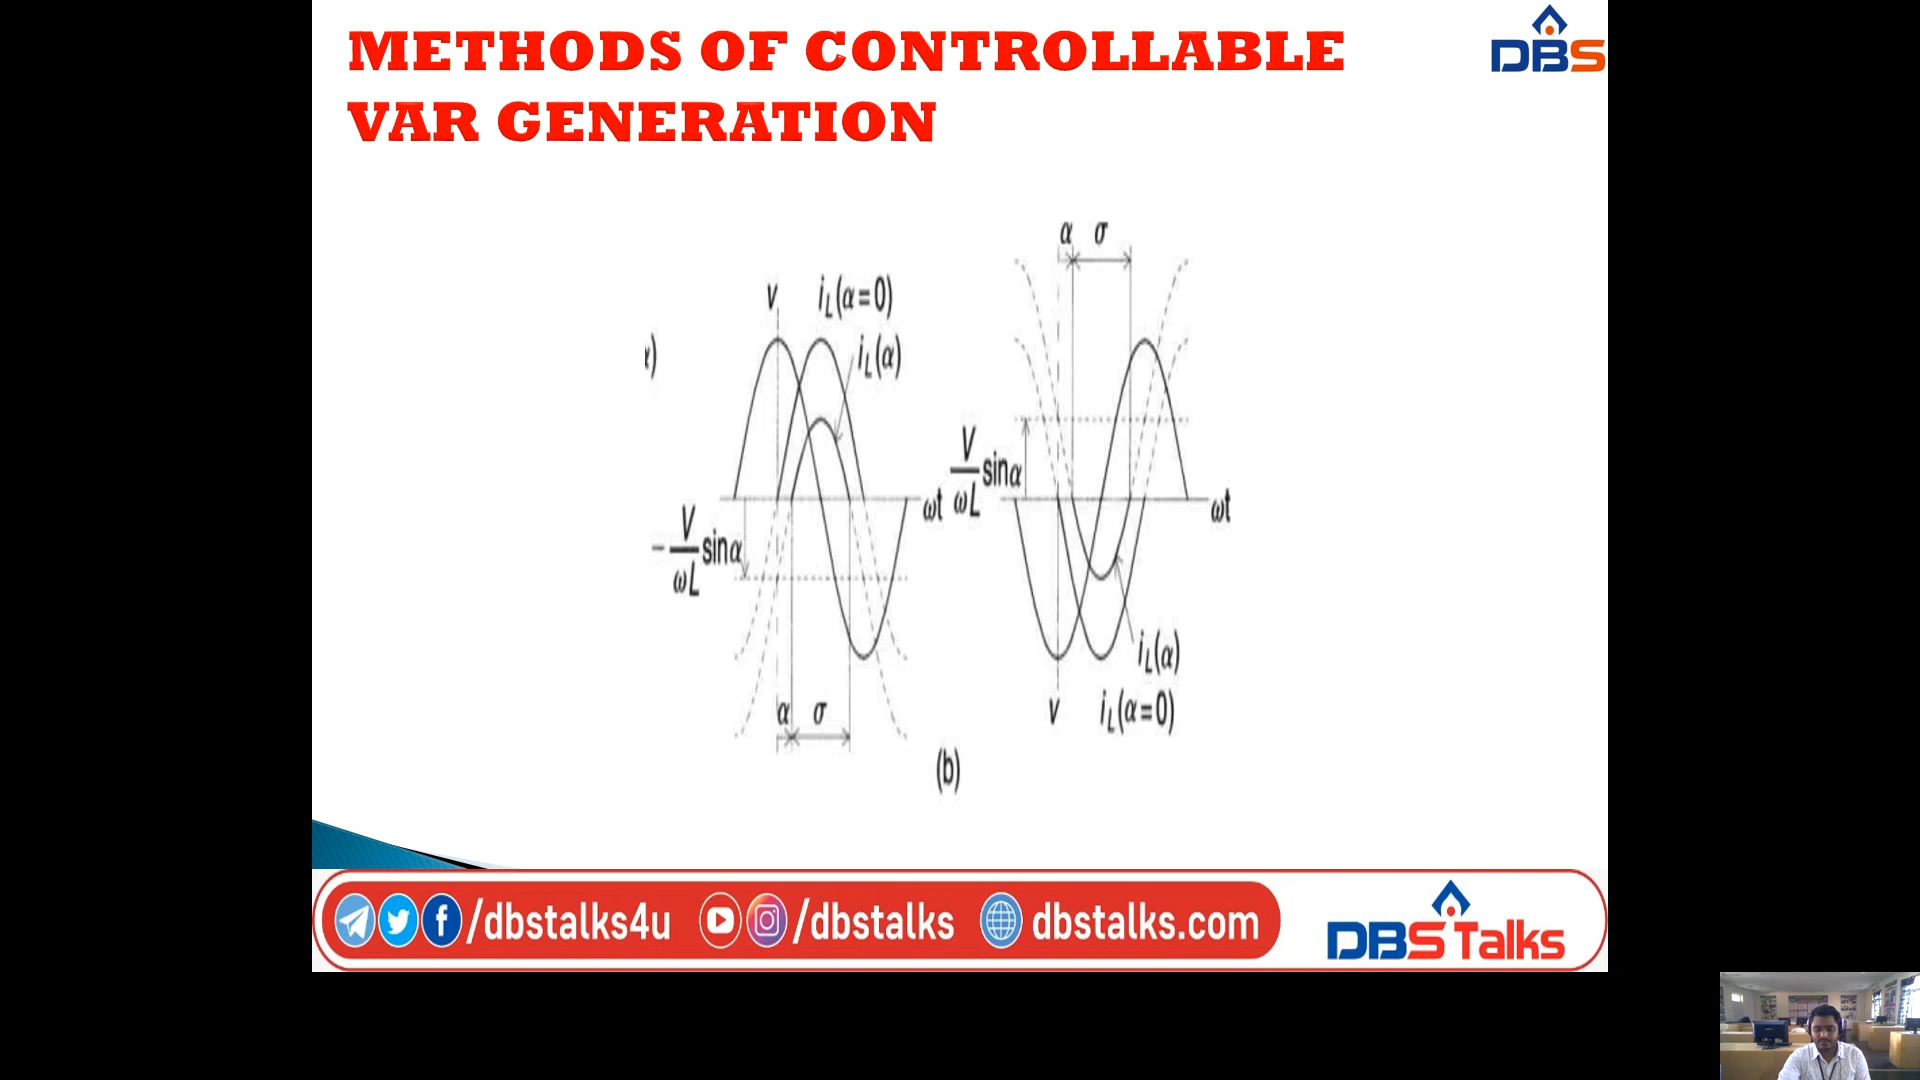 METHODS OF CONTROLLABLE
VAR GENERATION
DBS
α σ
v iL(α=0)
iL(α)
V/ωL sinα
ωt
ωt
-V/ωL sinα
iL(α)
α σ
v iL(α=0)
(b)
/dbstalks4u /dbstalks dbstalks.com
DBS Talks